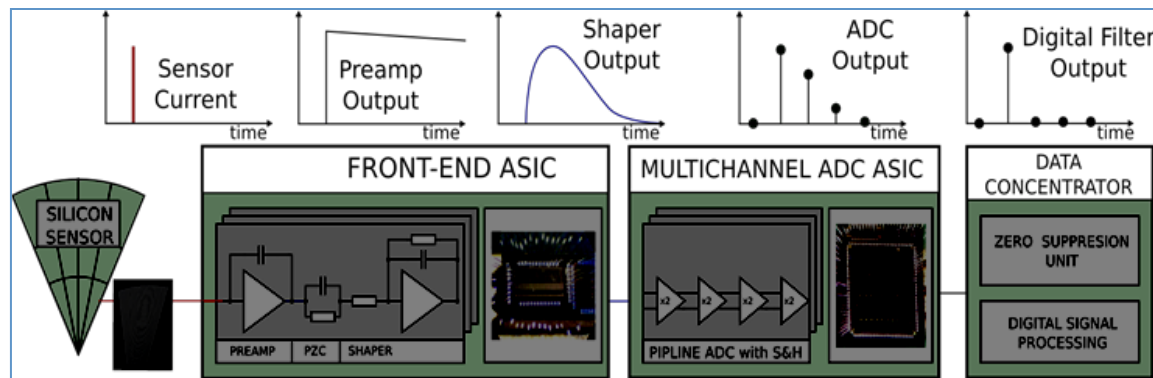 Sensor
Current
time
Preamp
Output
time
Shaper
Output
time
ADC
Output
time
Digital Filter
Output
time
SILICON
SENSOR
FRONT-END ASIC
PREAMP
PZC
SHAPER
MULTICHANNEL ADC ASIC
x2
x2
x2
x2
PIPLINE ADC with S&H
DATA
CONCENTRATOR
ZERO SUPPRESION
UNIT
DIGITAL SIGNAL
PROCESSING